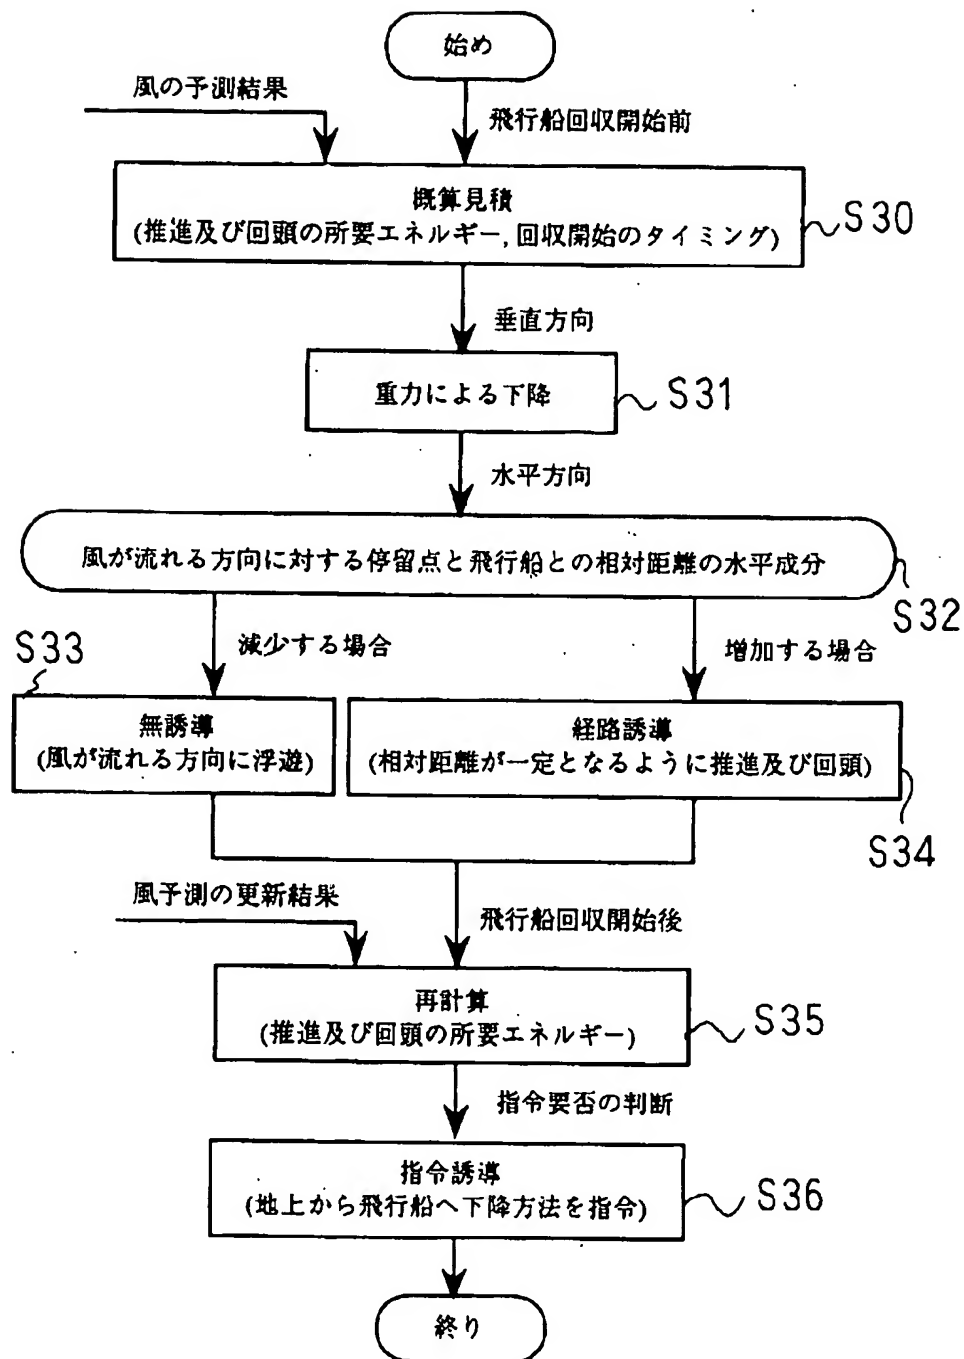 始め
風の予測結果
飛行船回収開始前
概算見積
(推進及び回頭の所要エネルギー,回収開始のタイミング)
S30
垂直方向
重力による下降
S31
水平方向
風が流れる方向に対する停留点と飛行船との相対距離の水平成分
S32
減少する場合
増加する場合
S33
無誘導
(風が流れる方向に浮遊)
経路誘導
(相対距離が一定となるように推進及び回頭)
S34
風予測の更新結果
飛行船回収開始後
再計算
(推進及び回頭の所要エネルギー)
S35
指令要否の判断
指令誘導
(地上から飛行船へ下降方法を指令)
S36
終り